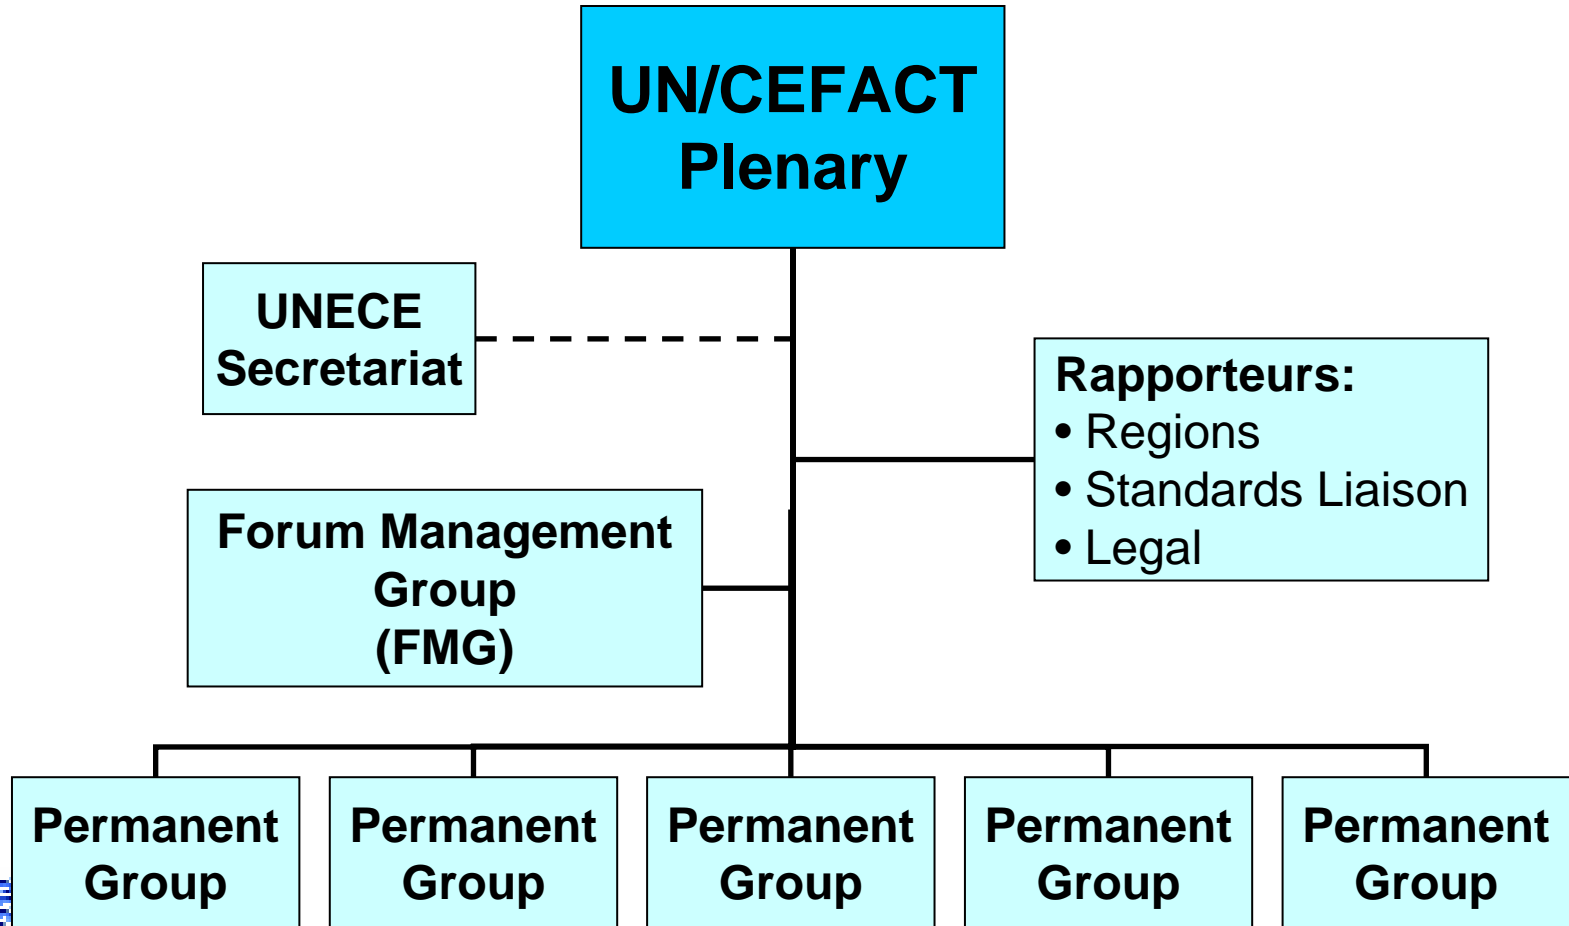 UN/CEFACT
Plenary
UNECE
Secretariat
Rapporteurs:
• Regions
• Standards Liaison
• Legal
Forum Management
Group
(FMG)
Permanent
Group
Permanent
Group
Permanent
Group
Permanent
Group
Permanent
Group